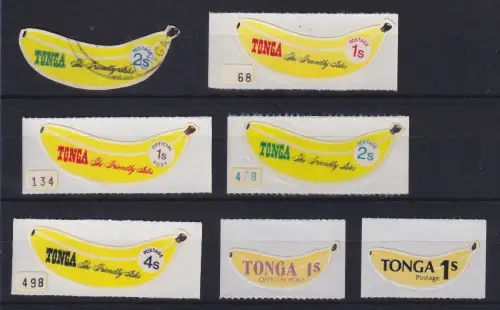 TONGA The Friendly Isles POSTAGE 2s
TONGA The Friendly Isles POSTAGE 1s
68
TONGA The Friendly Isles OFFICIAL POST 1s
134
TONGA The Friendly Isles POSTAGE 2s
498
TONGA The Friendly Isles POSTAGE 4s
TONGA 1s
OFFICIAL POST
TONGA 1s
Postage